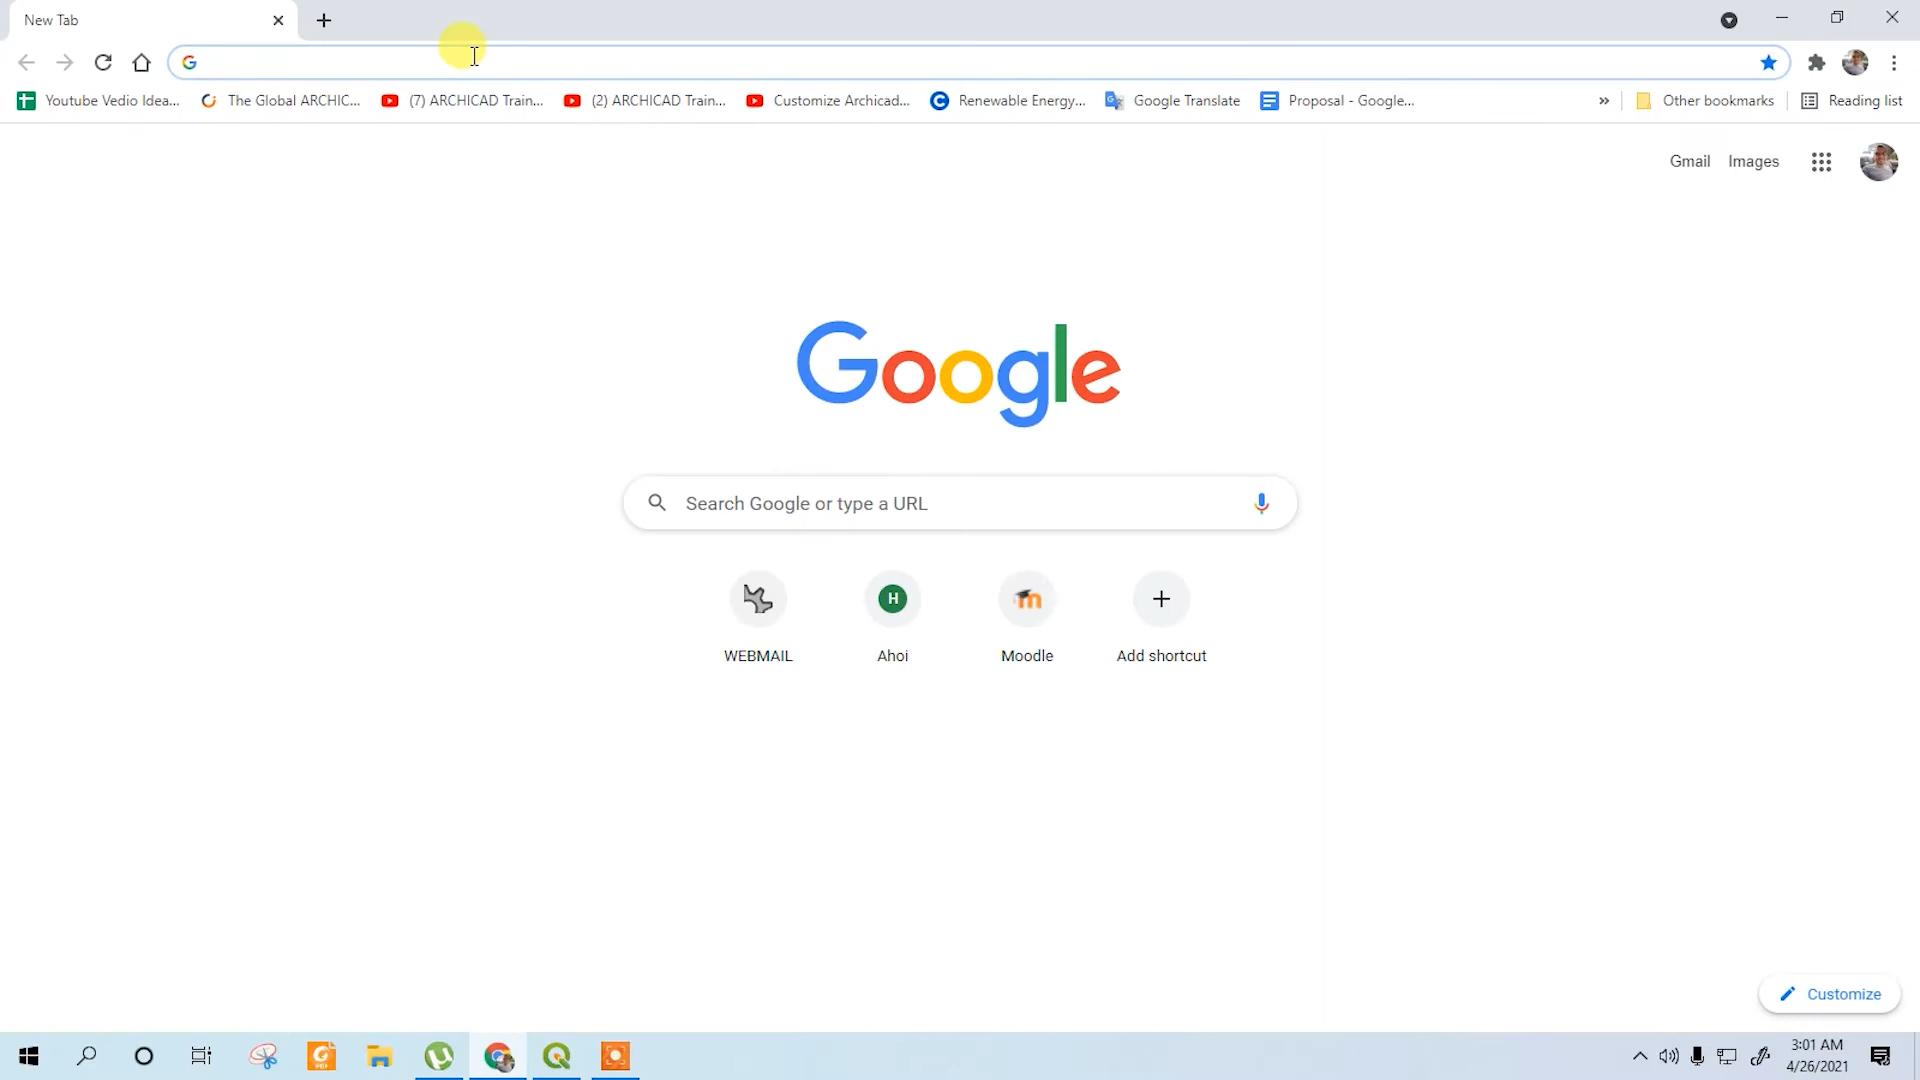 New Tab
Youtube Vedio Idea...
The Global ARCHIC...
(7) ARCHICAD Train...
(2) ARCHICAD Train...
Customize Archicad...
Renewable Energy...
Google Translate
Proposal - Google...
Other bookmarks
Reading list
Gmail
Images
Google
Search Google or type a URL
H
WEBMAIL
Ahoi
Moodle
Add shortcut
Customize
PDF
3:01 AM
4/26/2021